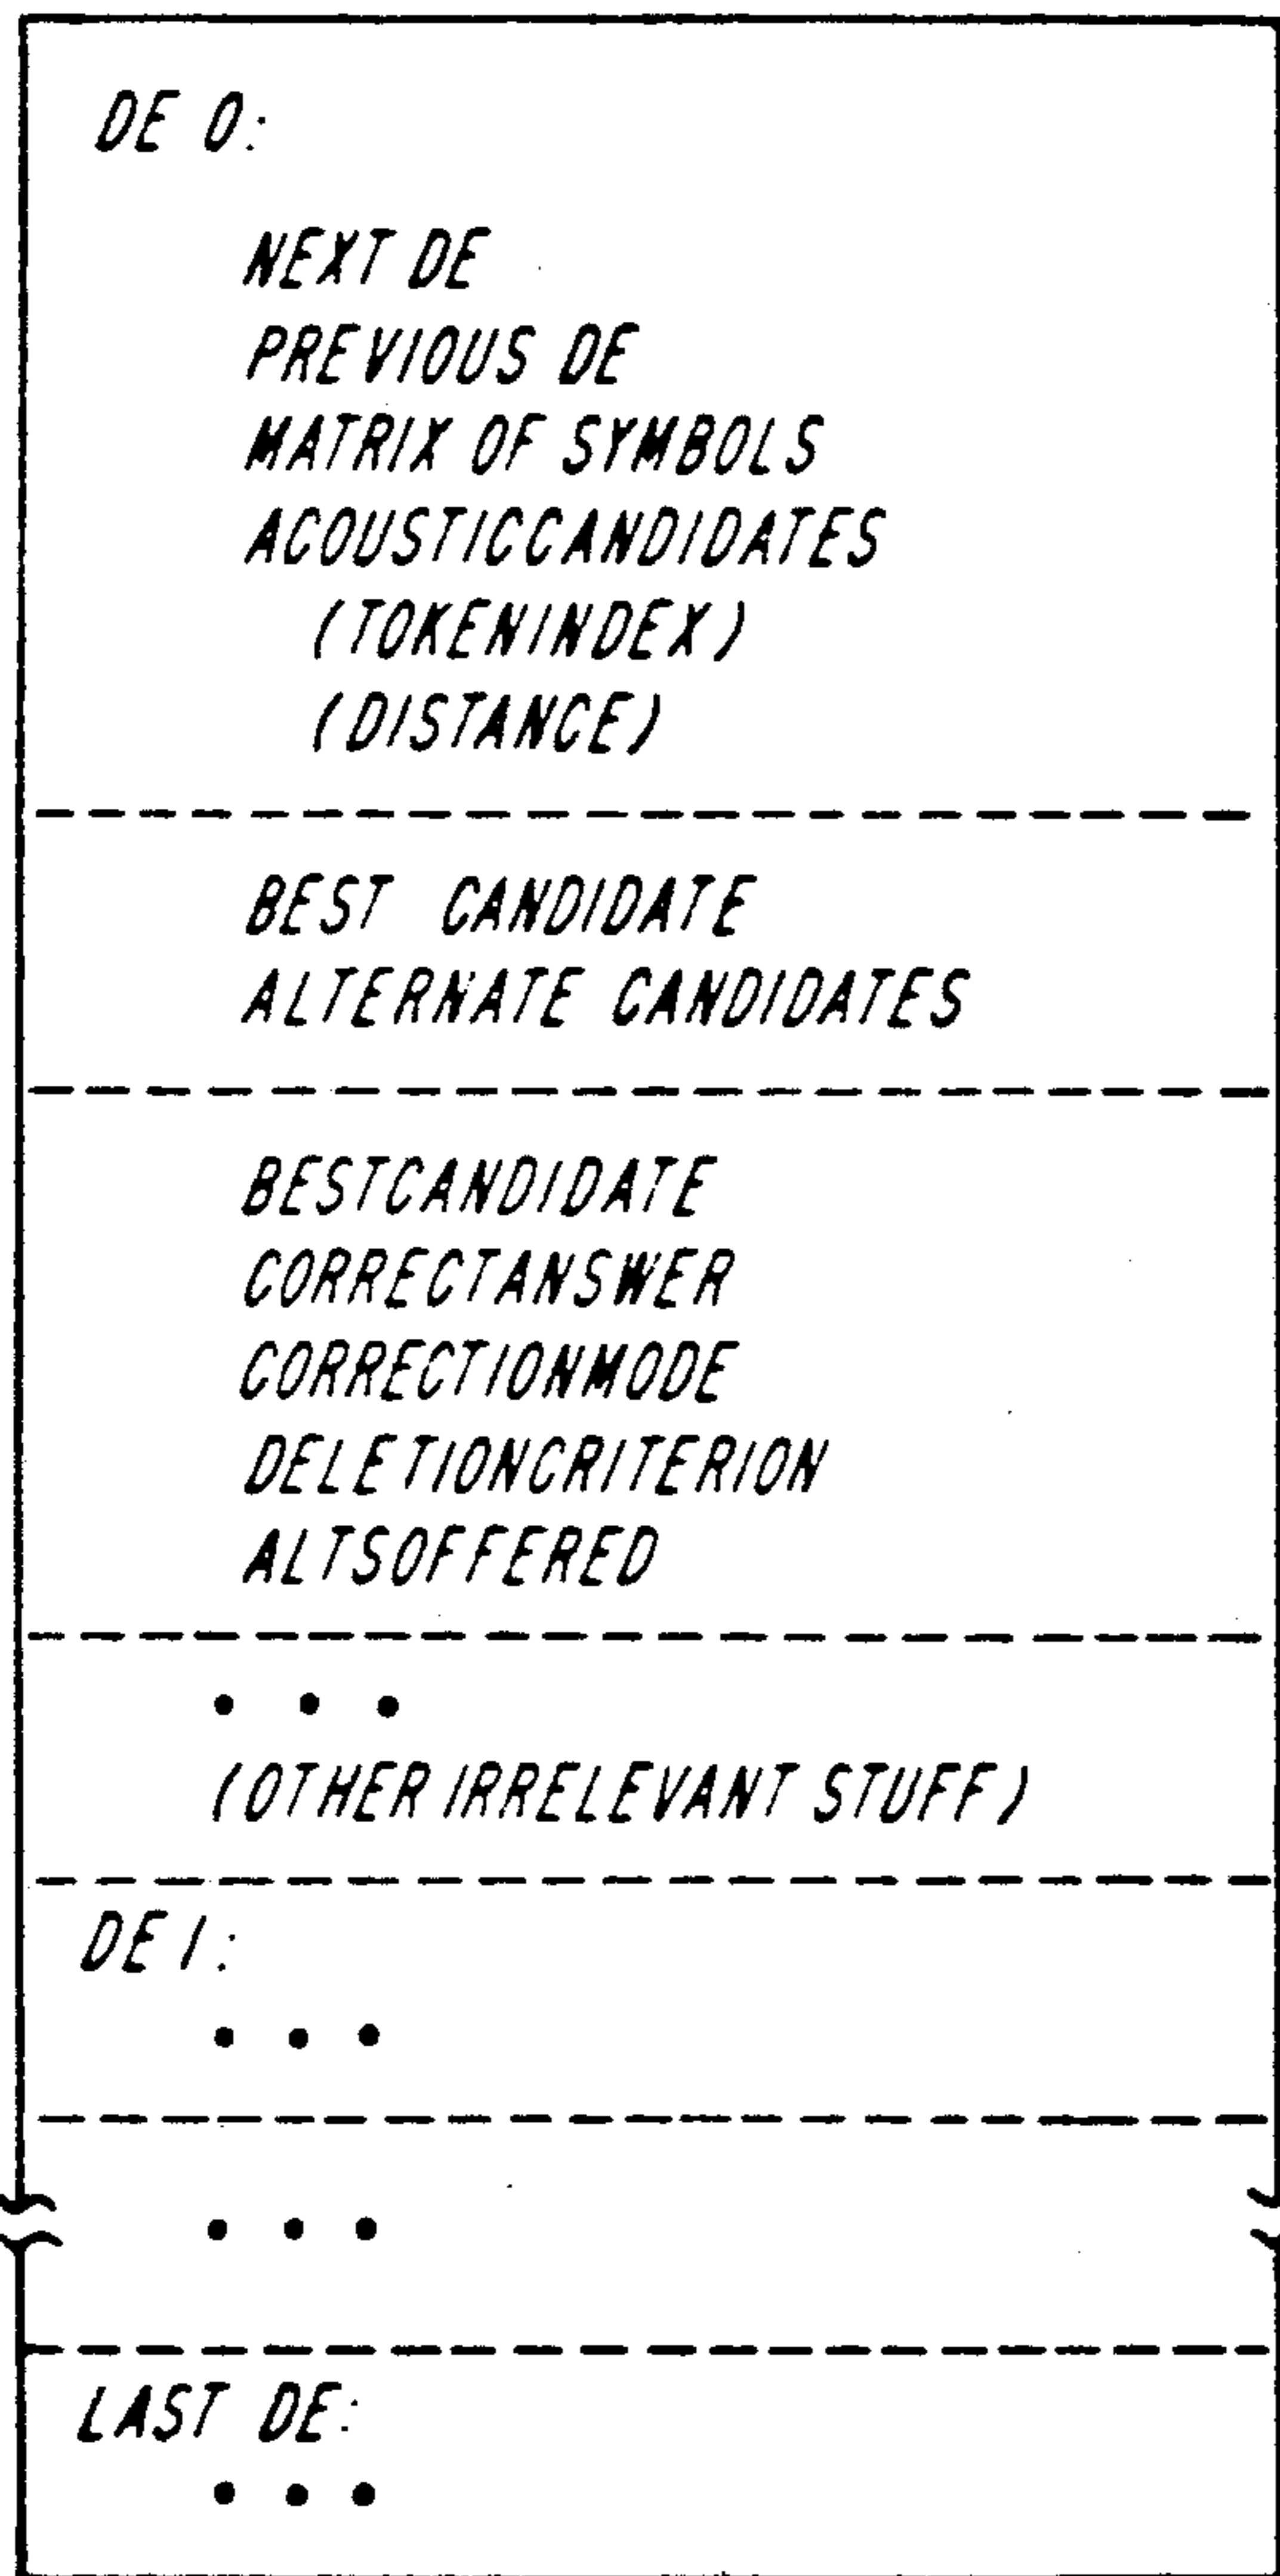 DE 0:
NEXT DE
PREVIOUS DE
MATRIX OF SYMBOLS
ACOUSTICCANDIDATES
(TOKENINDEX)
(DISTANCE)
BEST CANDIDATE
ALTERNATE CANDIDATES
BESTCANDIDATE
CORRECTANSWER
CORRECTIONMODE
DELETIONCRITERION
ALTSOFFERED
• • •
(OTHER IRRELEVANT STUFF)
DE 1:
• • •
• • •
LAST DE:
• • •